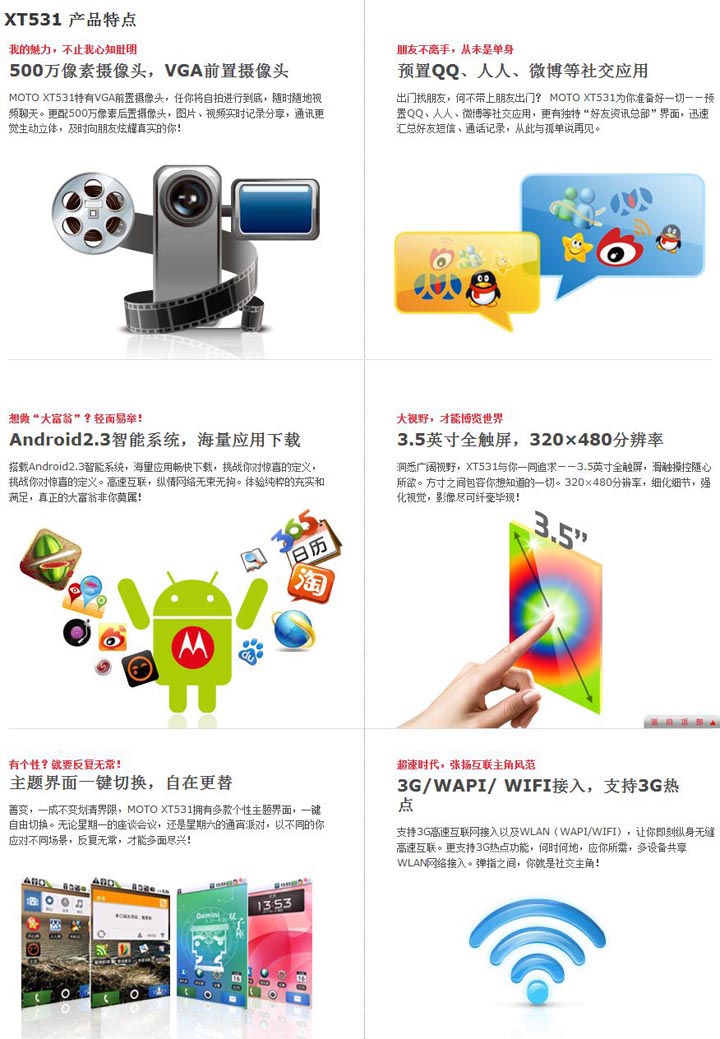 XT531 产品特点
我的魅力，不止我心知肚明
500万像素摄像头，VGA前置摄像头
MOTO XT531特有VGA前置摄像头，任你将自拍进行到底，随时随地视
频聊天。更配500万像素后置摄像头，图片、视频实时记录分享，通讯更
觉生动立体，及时向朋友炫耀真实的你！
朋友不离手，从未是单身
预置QQ、人人、微博等社交应用
出门找朋友，何不带上朋友出门？ MOTO XT531为你准备好一切——预
置QQ、人人、微博等社交应用，更有独特“好友资讯总部”界面，迅速
汇总好友短信、通话记录，从此与孤单说再见。
想做“大富翁”？轻而易举！
Android2.3智能系统，海量应用下载
搭载Android2.3智能系统，海量应用畅快下载，挑战你对惊喜的定义，
挑战你对惊喜的定义。高速互联，纵情网络无束无拘。体验纯粹的充实和
满足，真正的大富翁非你莫属！
365
日历
淘
du
大视野，才能博览世界
3.5英寸全触屏，320×480分辨率
洞悉广阔视野，XT531与你一同追求——3.5英寸全触屏，滑触操控随心
所欲。方寸之间包容你想知道的一切。320×480分辨率，细化细节，强
化视觉，影像尽可纤毫毕现！
3.5”
返回顶部
有个性？就要反复无常！
主题界面一键切换，自在更替
善变，一成不变划清界限，MOTO XT531拥有多款个性主题界面，一键
自由切换。无论星期一的座谈会议，还是星期六的通宵派对，以不同的你
应对不同场景，反复无常，才能多面尽兴！
Gemini
双子座
13:53
16
16
超速时代，张扬互联主角风范
3G/WAPI/ WIFI接入，支持3G热
点
支持3G高速互联网接入以及WLAN（WAPI/WIFI），让你即刻纵身无缝
高速互联。更支持3G热点功能，何时何地，应你所需，多设备共享
WLAN网络接入。弹指之间，你就是社交主角！